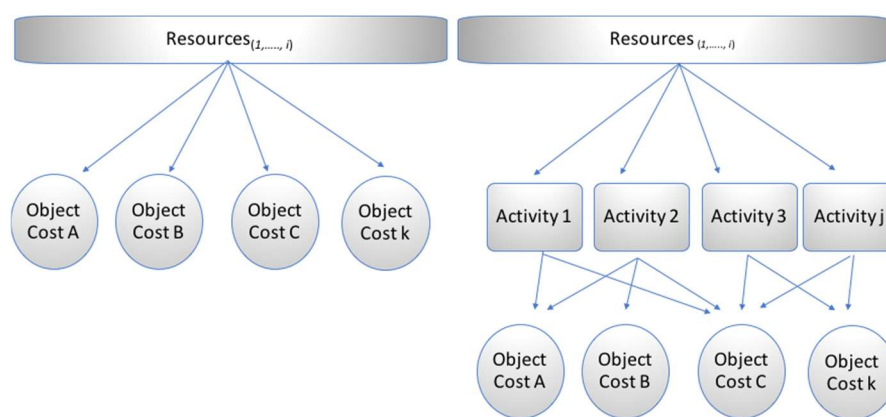 Resources(1,....., i)
Object
Cost A
Object
Cost B
Object
Cost C
Object
Cost k
Resources (1,....., i)
Activity 1
Activity 2
Activity 3
Activity j
Object
Cost A
Object
Cost B
Object
Cost C
Object
Cost k